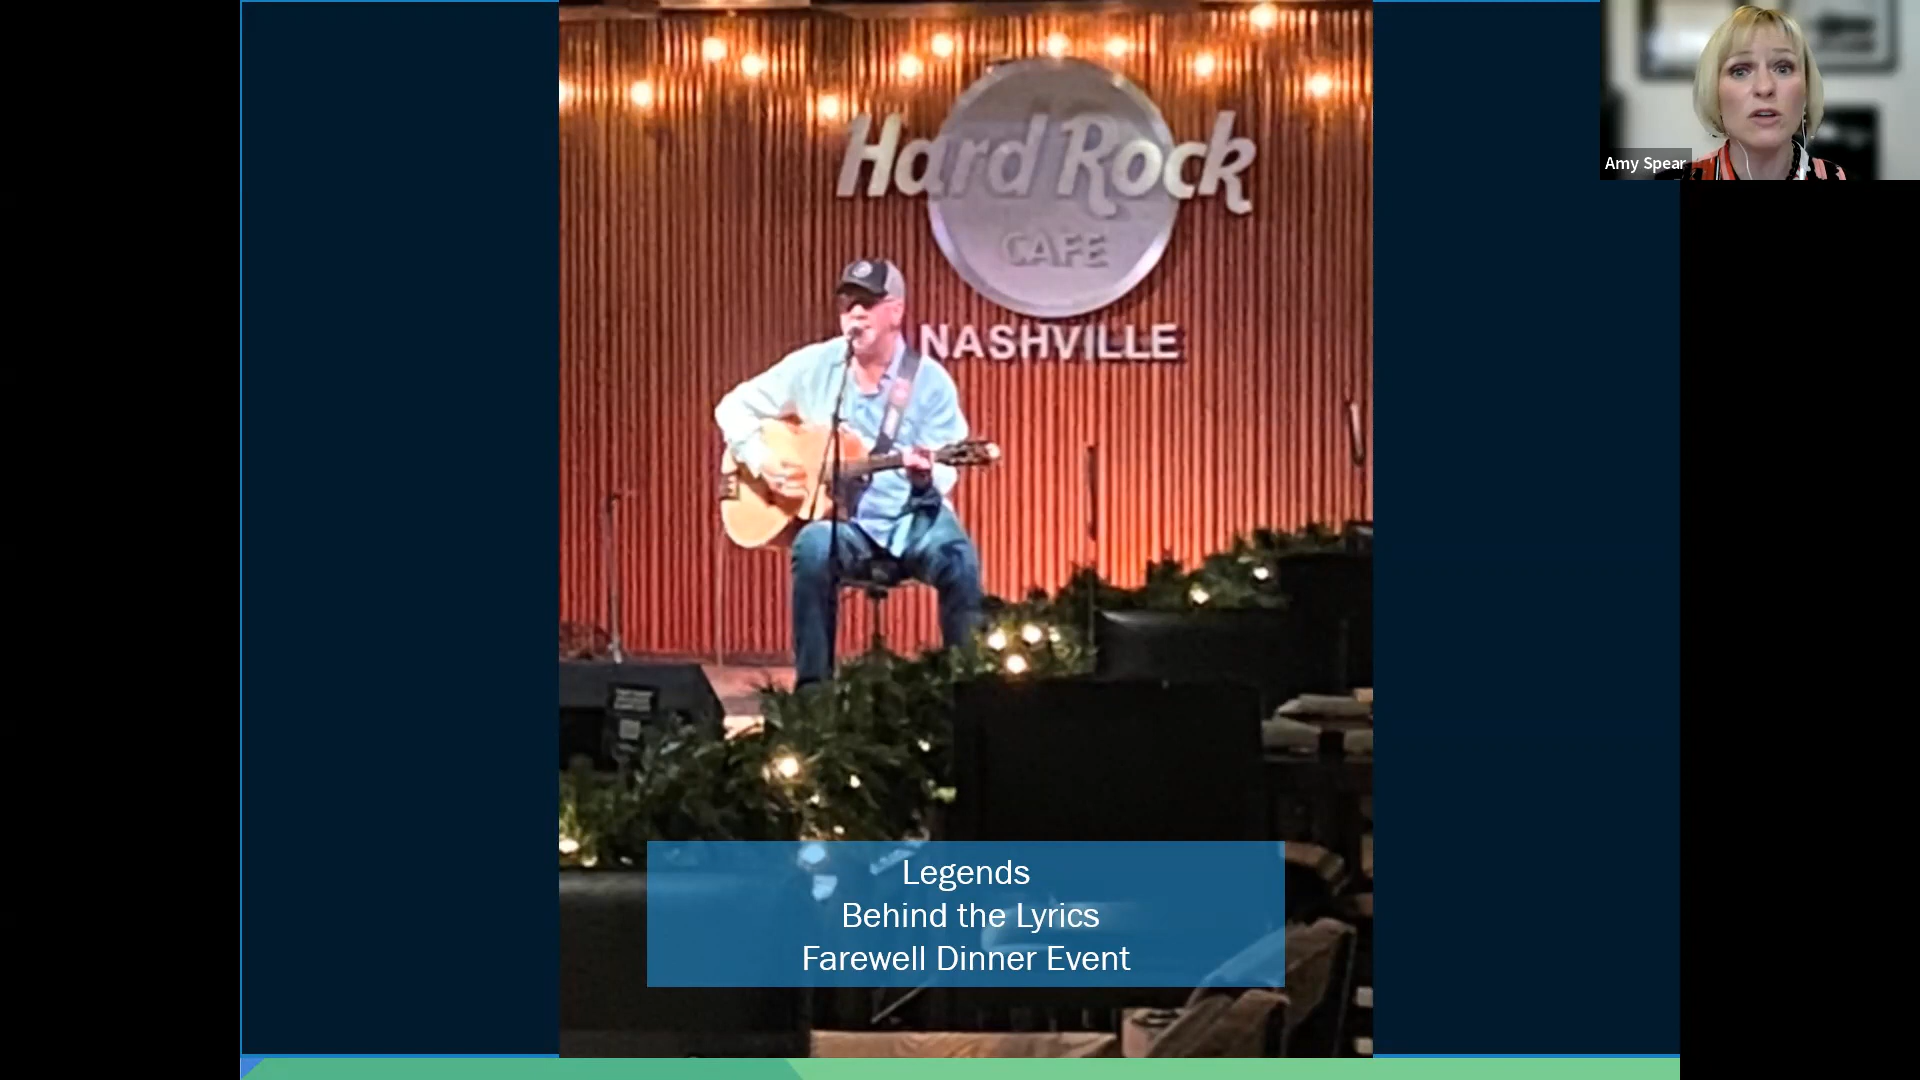 Hard Rock
CAFE
NASHVILLE
Amy Spear
Legends
Behind the Lyrics
Farewell Dinner Event